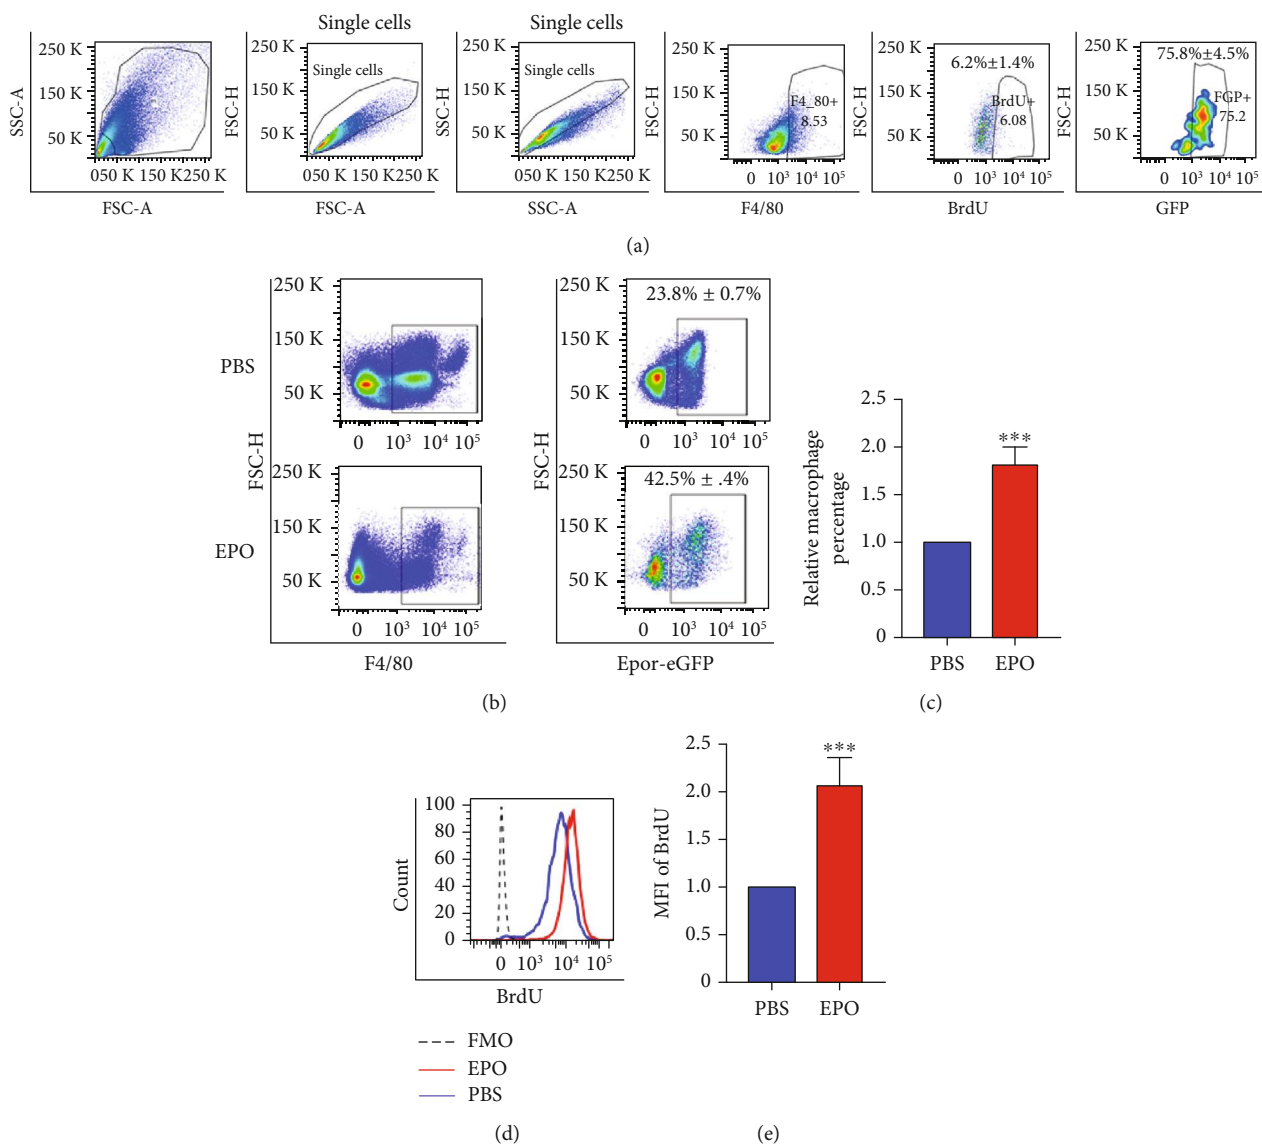 Single cells
Single cells
250 K
150 K
50 K
SSC-A
050 K 150 K250 K
FSC-A
250 K
150 K
50 K
FSC-H
Single cells
050 K 150 K250 K
FSC-A
250 K
150 K
50 K
SSC-H
Single cells
050 K 150 K 250 K
SSC-A
250 K
150 K
50 K
FSC-H
F4_80+
8.53
0 10³ 10⁴ 10⁵
F4/80
250 K
150 K
50 K
FSC-H
6.2%±1.4%
BrdU+
6.08
0 10³ 10⁴ 10⁵
BrdU
250 K
150 K
50 K
FSC-H
75.8%±4.5%
FGP+
75.2
0 10³ 10⁴ 10⁵
GFP
(a)
PBS
250 K
150 K
50 K
0 10³ 10⁴ 10⁵
250 K
150 K
50 K
23.8% ± 0.7%
0 10³ 10⁴ 10⁵
EPO
FSC-H
250 K
150 K
50 K
0 10³ 10⁴ 10⁵
F4/80
FSC-H
250 K
150 K
50 K
42.5% ± .4%
0 10³ 10⁴ 10⁵
Epor-eGFP
(b)
Relative macrophage
percentage
2.5
2.0
1.5
1.0
0.5
0
***
PBS EPO
(c)
Count
100
80
60
40
20
0
0 10³ 10⁴ 10⁵
BrdU
FMO
EPO
PBS
(d)
MFI of BrdU
2.5
2.0
1.5
1.0
0.5
0
***
PBS EPO
(e)